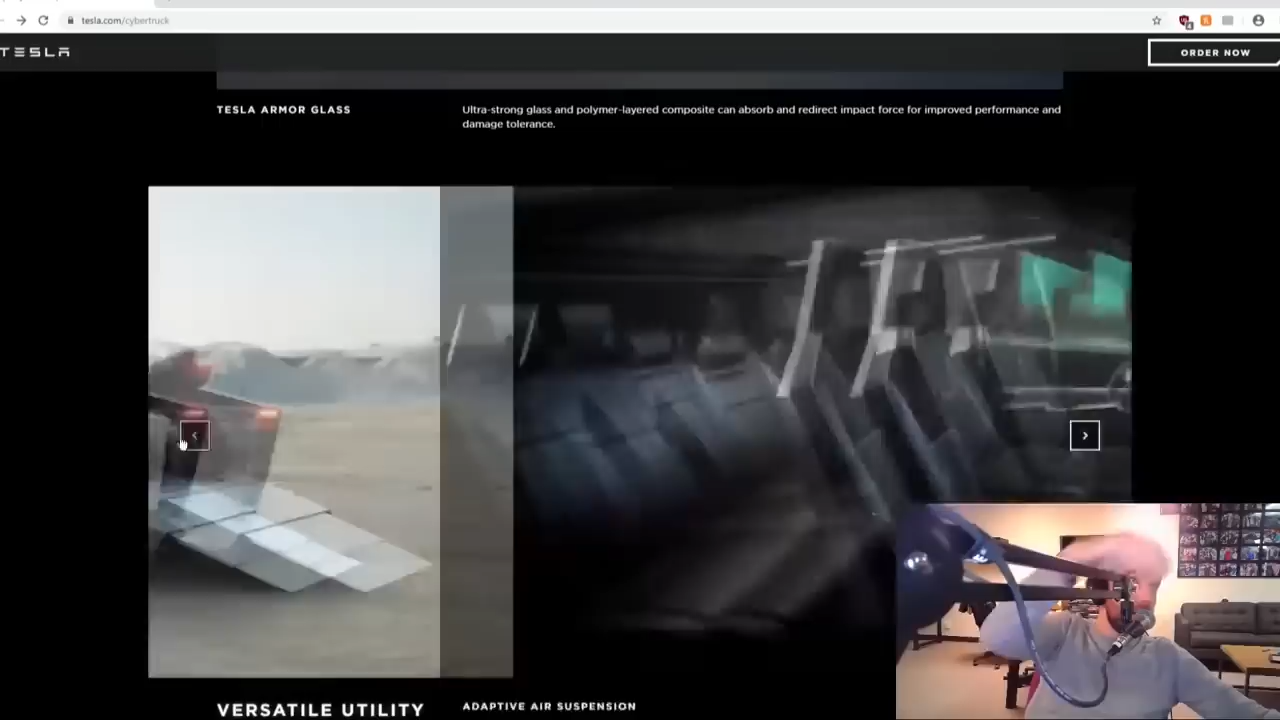 tesla.com/cybertruck
TESLA
ORDER NOW
TESLA ARMOR GLASS
Ultra-strong glass and polymer-layered composite can absorb and redirect impact force for improved performance and
damage tolerance.
VERSATILE UTILITY
ADAPTIVE AIR SUSPENSION